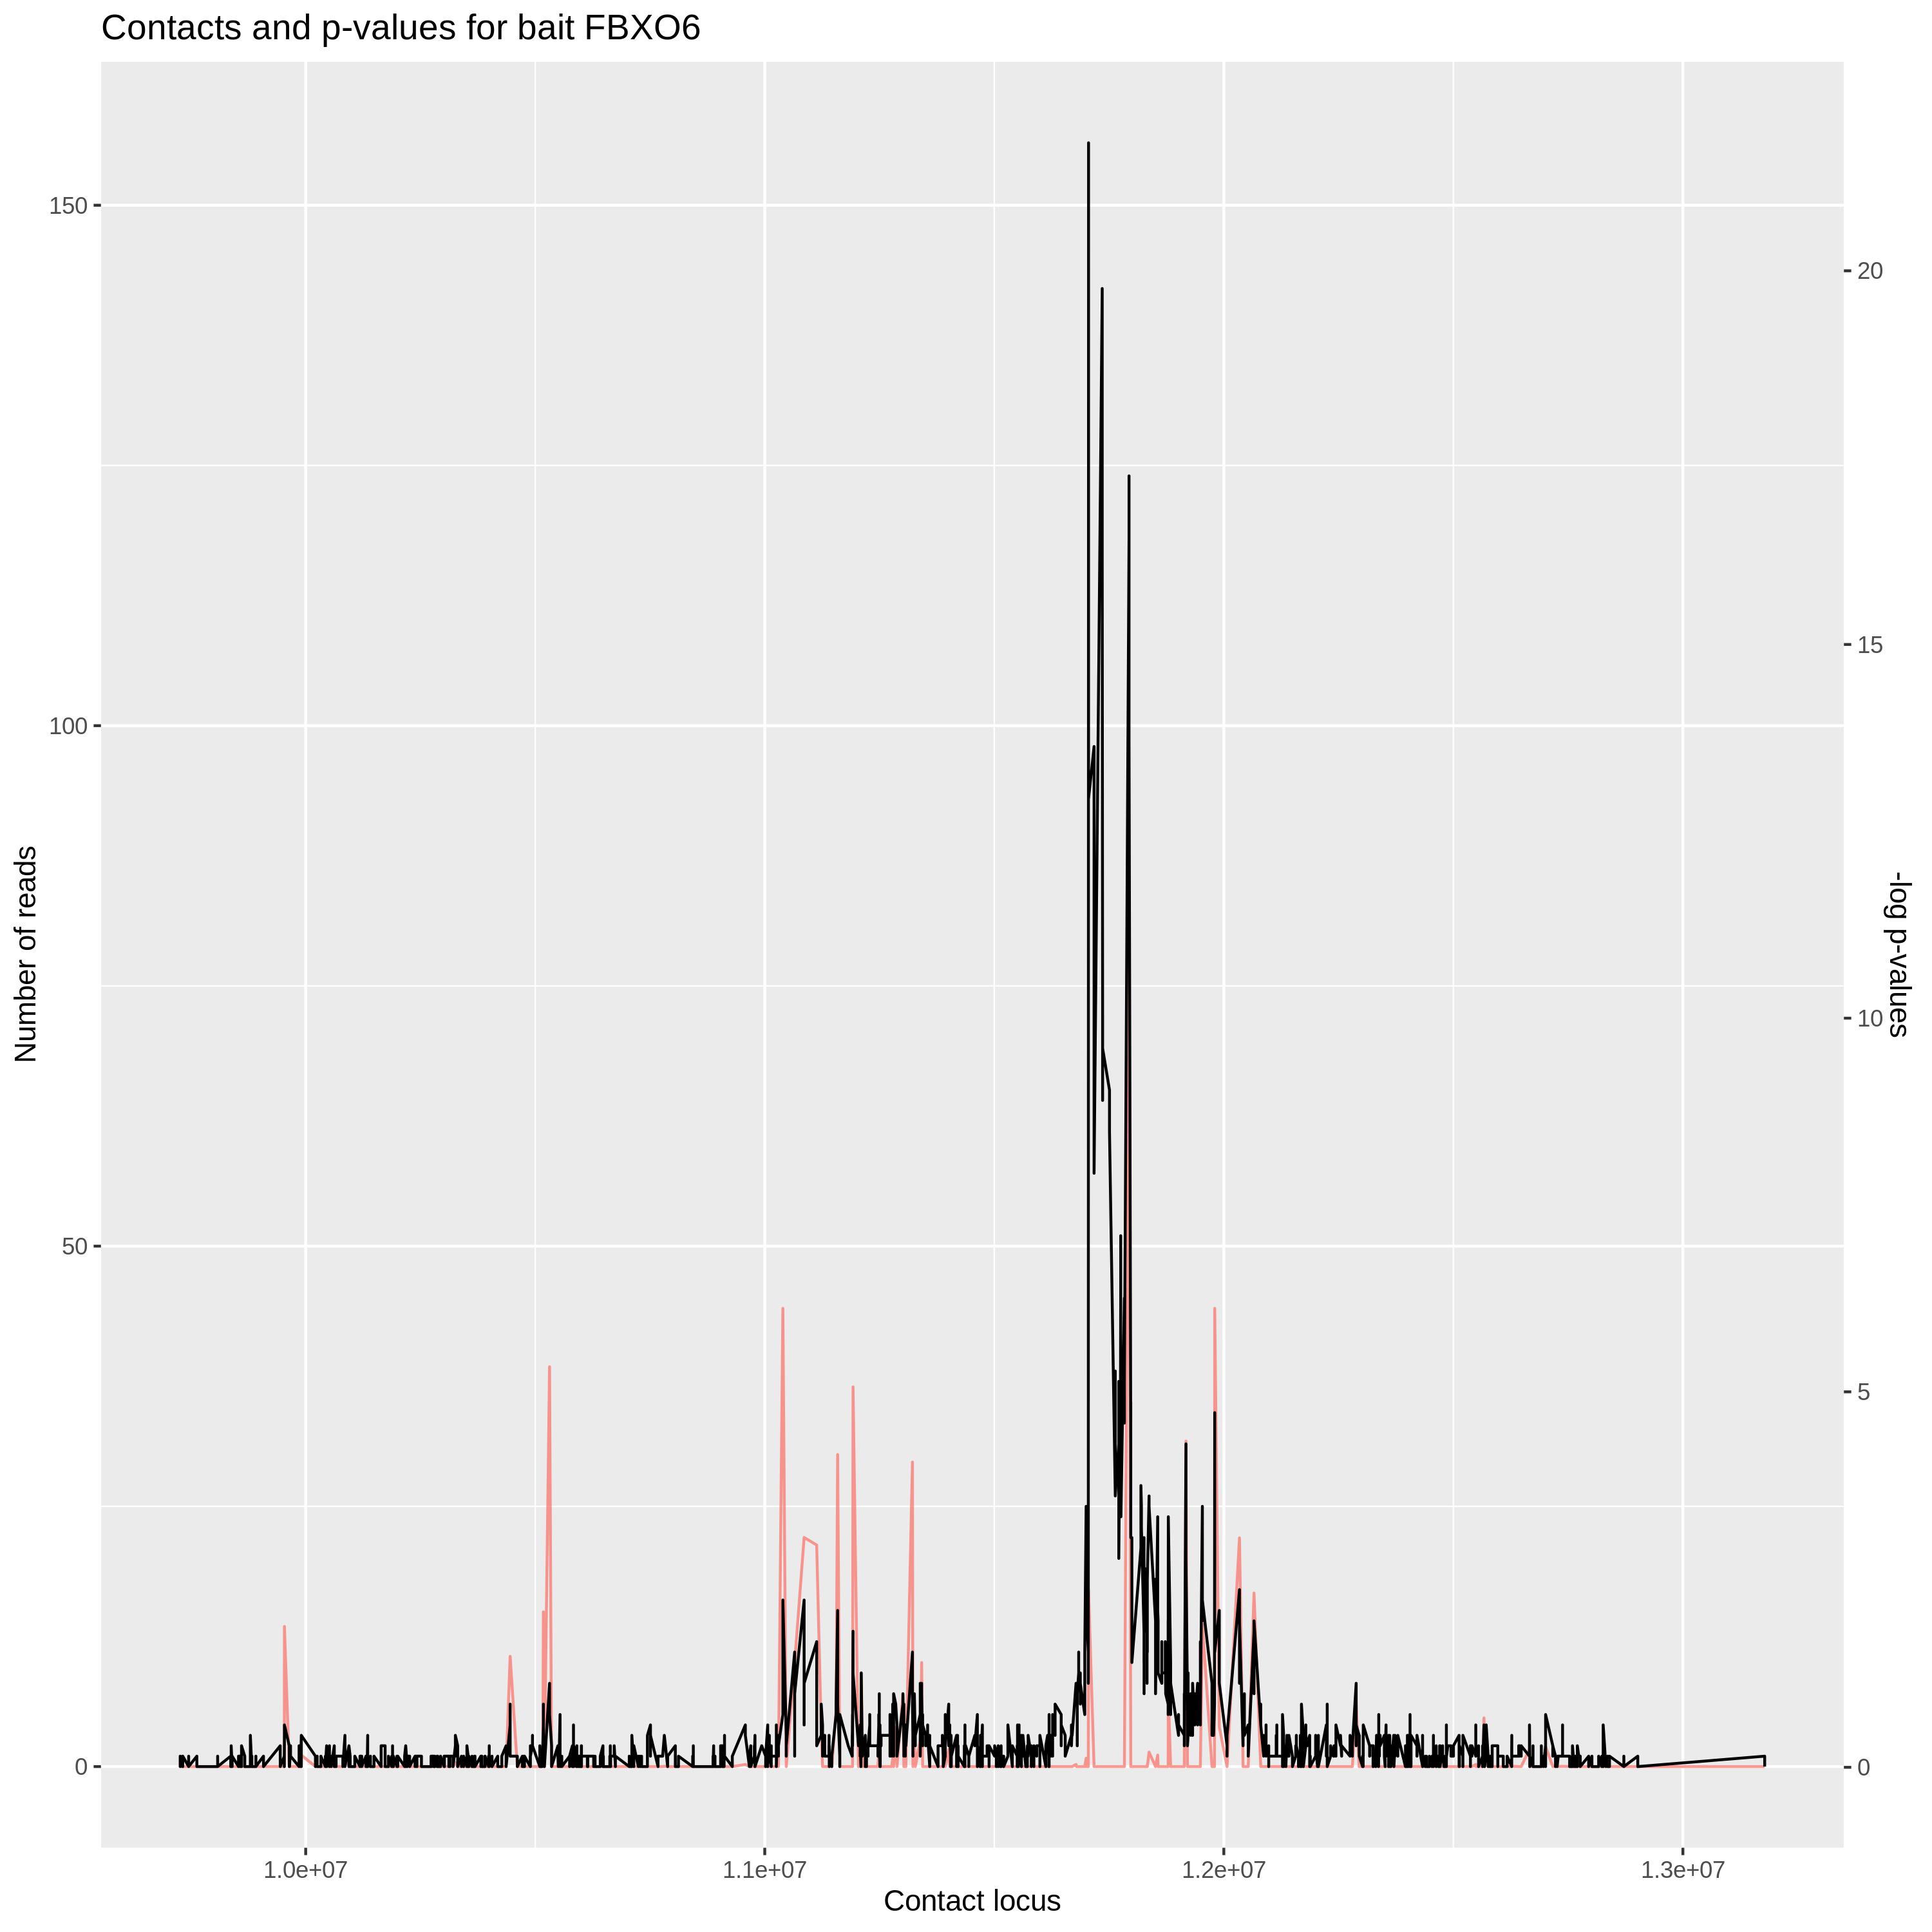 Contacts and p-values for bait FBXO6
150
100
50
0
Number of reads
20
15
10
5
0
-log p-values
1.0e+07
1.1e+07
1.2e+07
1.3e+07
Contact locus